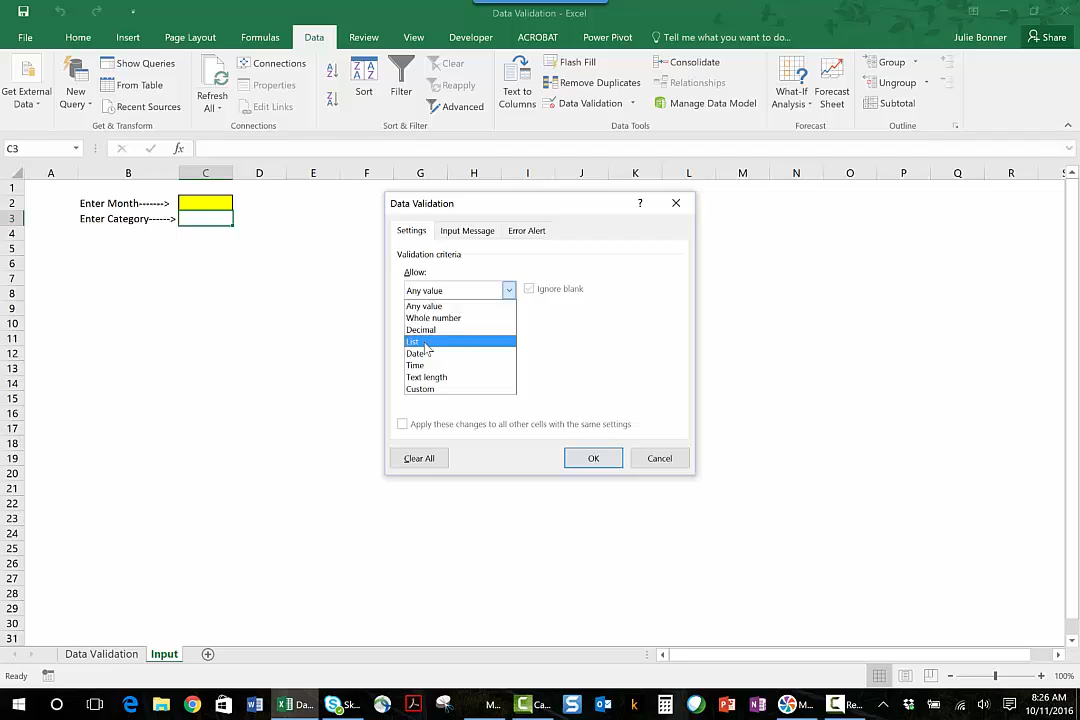 Data Validation - Excel
File Home Insert Page Layout Formulas Data Review View Developer ACROBAT Power Pivot Tell me what you want to do... Julie Bonner Share
Get External Data
New Query
Show Queries
From Table
Recent Sources
Get & Transform
Refresh All
Connections
Properties
Edit Links
Connections
Sort
Filter
Clear
Reapply
Advanced
Sort & Filter
Text to Columns
Flash Fill
Remove Duplicates
Data Validation
Consolidate
Relationships
Manage Data Model
Data Tools
What-If Analysis
Forecast Sheet
Forecast
Group
Ungroup
Subtotal
Outline
C3 fx
A B C D E F G H I J K L M N O P Q R S
1
2 Enter Month------->
3 Enter Category------>
4
5
6
7
8
9
10
11
12
13
14
15
16
17
18
19
20
21
22
23
24
25
26
27
28
29
30
31
Data Validation ?
Settings Input Message Error Alert
Validation criteria
Allow:
Any value Ignore blank
Any value
Whole number
Decimal
List
Date
Time
Text length
Custom
Apply these changes to all other cells with the same settings
Clear All OK Cancel
Data Validation Input
Ready 100%
Da... Sk... M... Ca... M... Re... 8:26 AM
10/11/2016